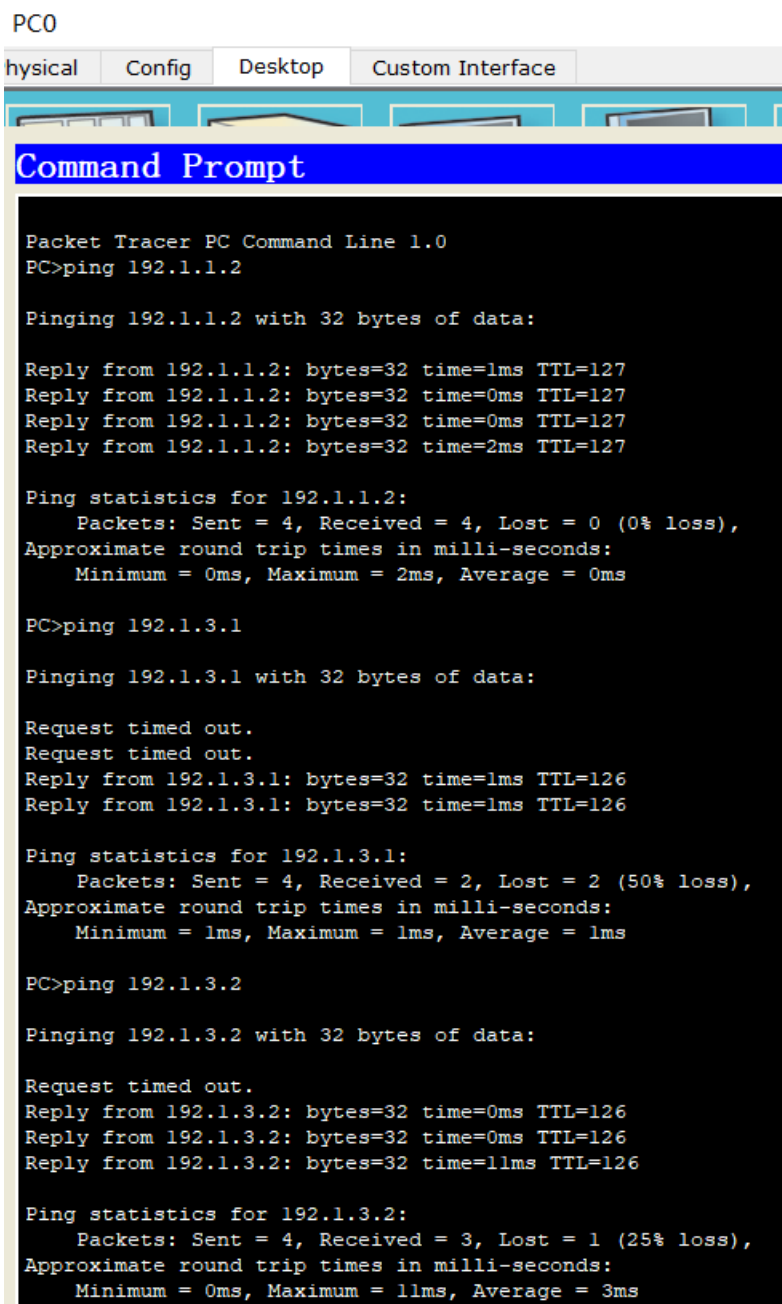 PC0
hysical Config Desktop Custom Interface
Command Prompt
Packet Tracer PC Command Line 1.0
PC>ping 192.1.1.2
Pinging 192.1.1.2 with 32 bytes of data:
Reply from 192.1.1.2: bytes=32 time=1ms TTL=127
Reply from 192.1.1.2: bytes=32 time=0ms TTL=127
Reply from 192.1.1.2: bytes=32 time=0ms TTL=127
Reply from 192.1.1.2: bytes=32 time=2ms TTL=127
Ping statistics for 192.1.1.2:
Packets: Sent = 4, Received = 4, Lost = 0 (0% loss),
Approximate round trip times in milli-seconds:
Minimum = 0ms, Maximum = 2ms, Average = 0ms
PC>ping 192.1.3.1
Pinging 192.1.3.1 with 32 bytes of data:
Request timed out.
Request timed out.
Reply from 192.1.3.1: bytes=32 time=1ms TTL=126
Reply from 192.1.3.1: bytes=32 time=1ms TTL=126
Ping statistics for 192.1.3.1:
Packets: Sent = 4, Received = 2, Lost = 2 (50% loss),
Approximate round trip times in milli-seconds:
Minimum = 1ms, Maximum = 1ms, Average = 1ms
PC>ping 192.1.3.2
Pinging 192.1.3.2 with 32 bytes of data:
Request timed out.
Reply from 192.1.3.2: bytes=32 time=0ms TTL=126
Reply from 192.1.3.2: bytes=32 time=0ms TTL=126
Reply from 192.1.3.2: bytes=32 time=11ms TTL=126
Ping statistics for 192.1.3.2:
Packets: Sent = 4, Received = 3, Lost = 1 (25% loss),
Approximate round trip times in milli-seconds:
Minimum = 0ms, Maximum = 11ms, Average = 3ms